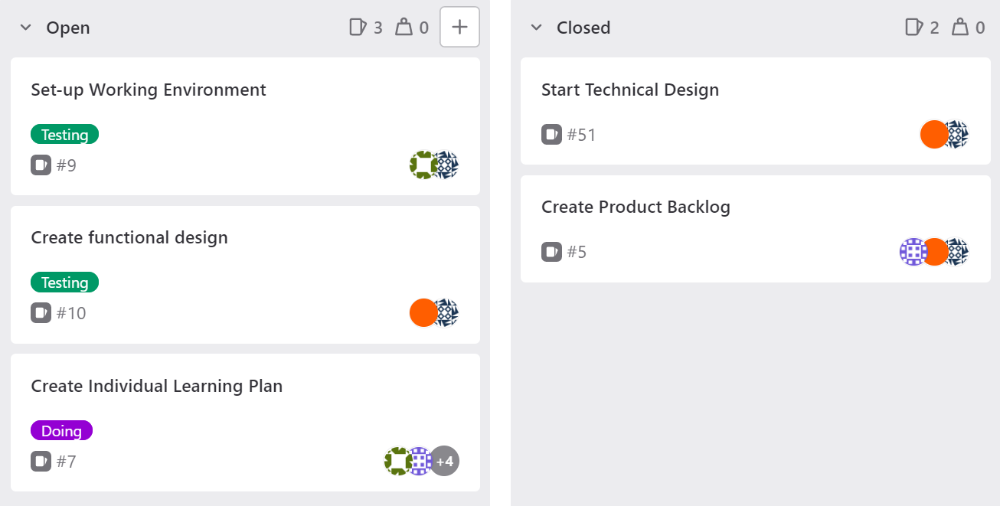 Open 3 0
Set-up Working Environment
Testing
#9
Create functional design
Testing
#10
Create Individual Learning Plan
Doing
#7 +4
Closed 2 0
Start Technical Design
#51
Create Product Backlog
#5